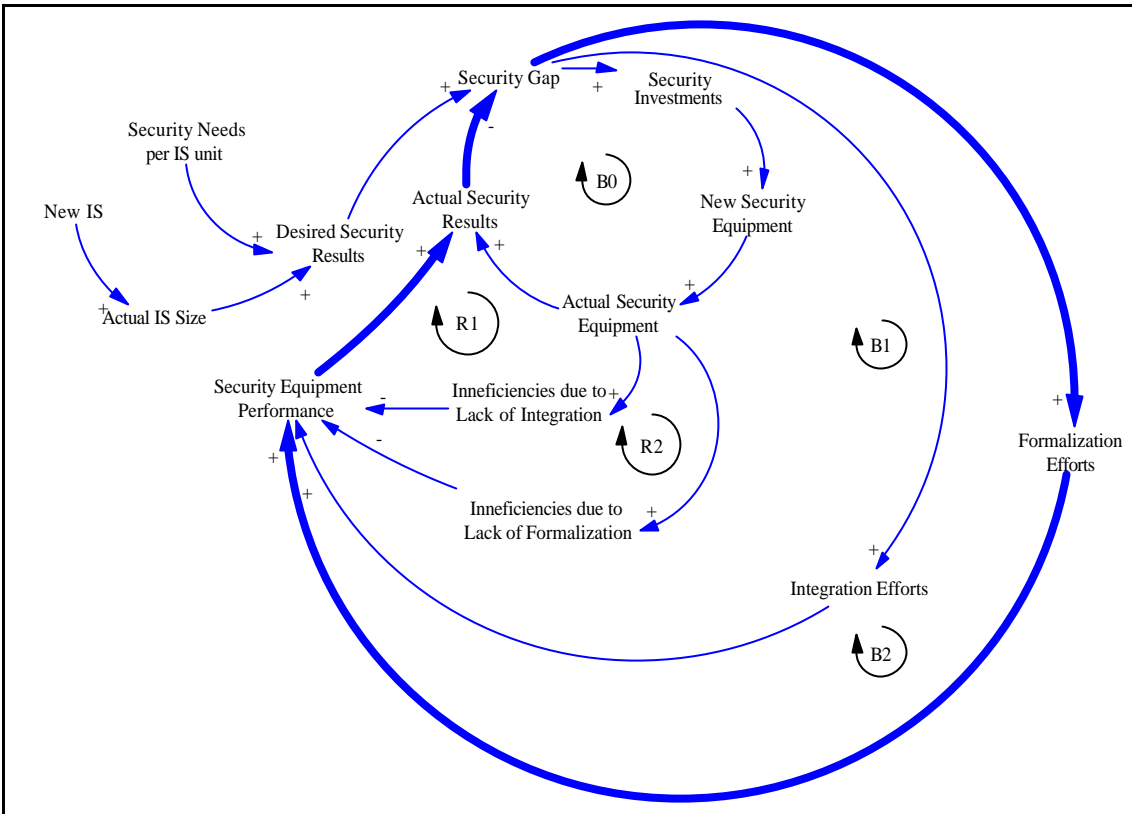 Security Gap
+
+
Security
Investments
-
Security Needs
per IS unit
B0
+
New IS
Actual Security
Results
New Security
Equipment
+
Desired Security
Results
+
+
+
+
Actual IS Size
+
Actual Security
Equipment
R1
B1
Security Equipment
Performance
-
Inneficiencies due to
Lack of Integration
+
+
-
R2
Formalization
Efforts
+
+
Inneficiencies due to
Lack of Formalization
+
+
Integration Efforts
B2